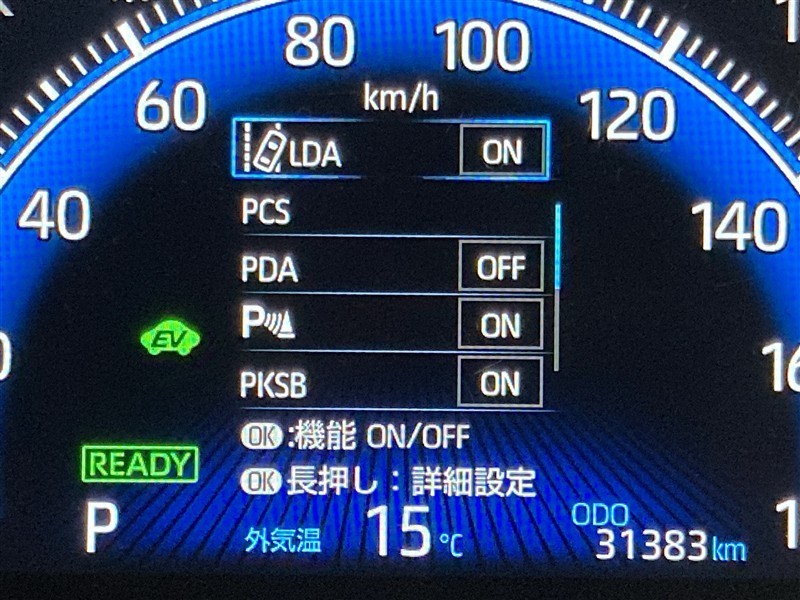 80 100
60 km/h 120
LDA ON
40 PCS 140
PDA OFF
P ON
EV
PKSB ON
OK:機能 ON/OFF
READY
OK長押し:詳細設定
P 外気温 15℃ ODO
31383km